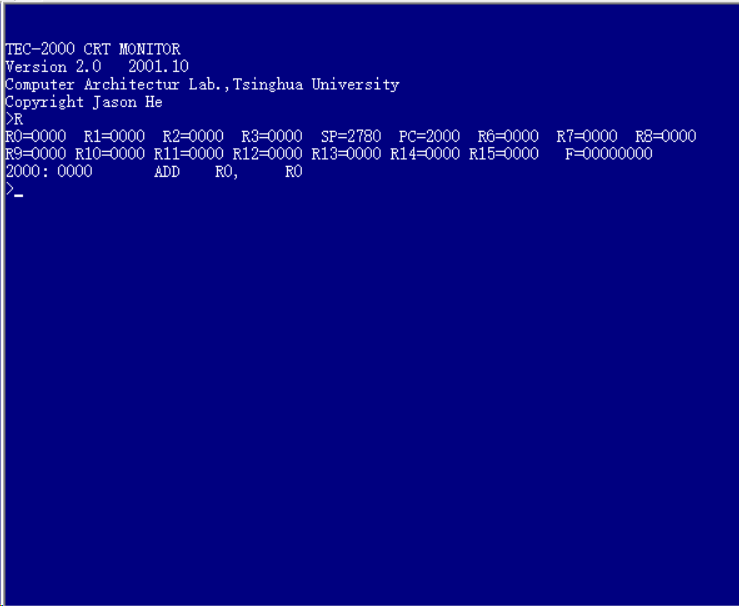 TEC-2000 CRT MONITOR
Version 2.0   2001.10
Computer Architectur Lab.,Tsinghua University
Copyright Jason He
>R
R0=0000  R1=0000  R2=0000  R3=0000  SP=2780  PC=2000  R6=0000  R7=0000  R8=0000
R9=0000 R10=0000 R11=0000 R12=0000 R13=0000 R14=0000 R15=0000   F=00000000
2000: 0000       ADD    R0,     R0
>_